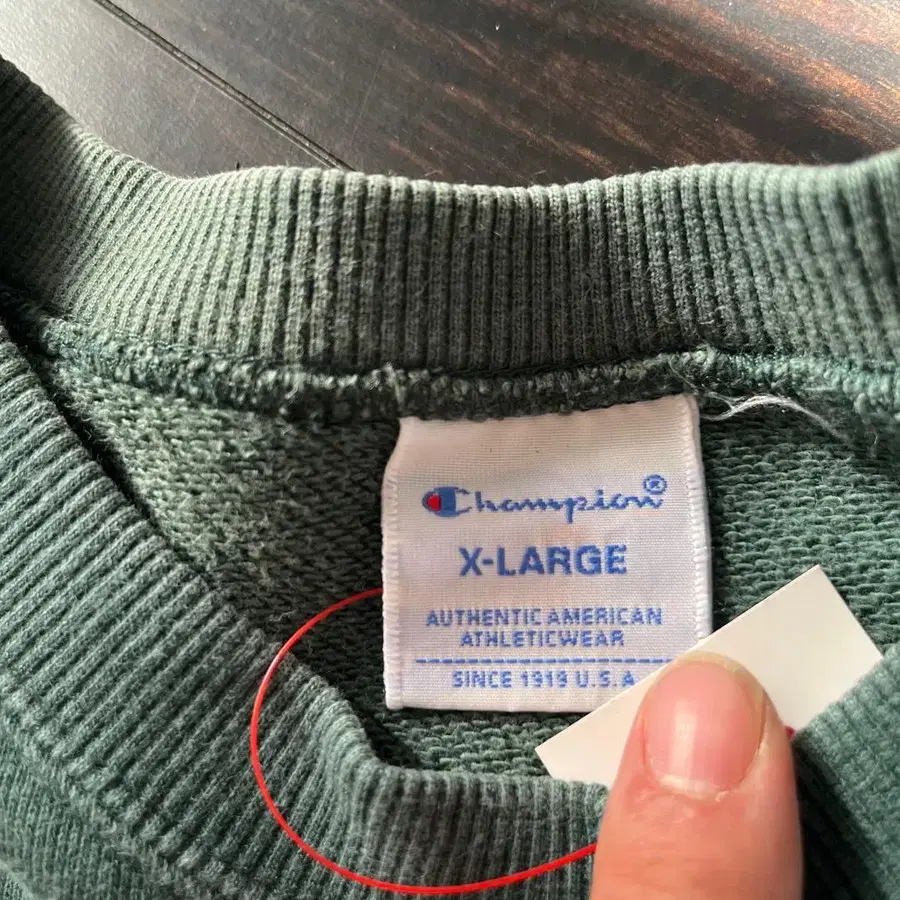 Champion®
X-LARGE
AUTHENTIC AMERICAN
ATHLETICWEAR
SINCE 1919 U.S.A